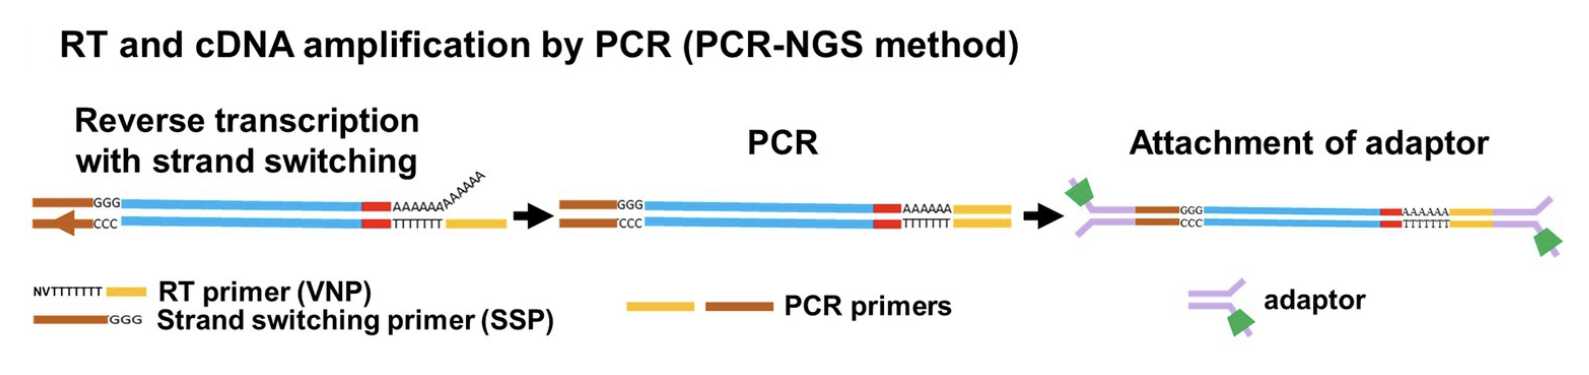 RT and cDNA amplification by PCR (PCR-NGS method)
Reverse transcription
with strand switching
GGG AAAAAAAAAAAA
CCC TTTTTTT
NVTTTTTTT RT primer (VNP)
GGG Strand switching primer (SSP)
PCR
GGG AAAAAA
CCC TTTTTTT
PCR primers
Attachment of adaptor
GGG AAAAAA
CCC TTTTTTT
adaptor